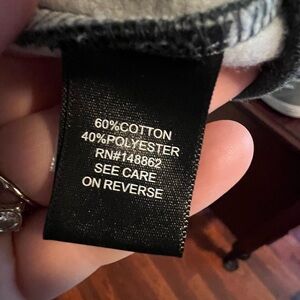 60%COTTON
40%POLYESTER
RN#148862
SEE CARE
ON REVERSE